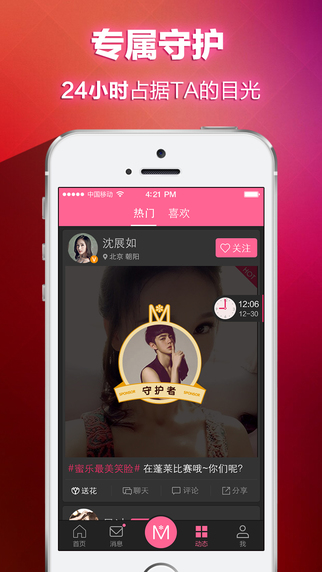 专属守护
24小时占据TA的目光
中国移动
4:21 PM
热门 喜欢
沈展如
北京 朝阳
关注
HOT
12:06
12-30
M
守护者
#蜜乐最美笑脸# 在蓬莱比赛哦~你们呢?
送花 聊天 评论 分享
首页 消息 M 动态 我